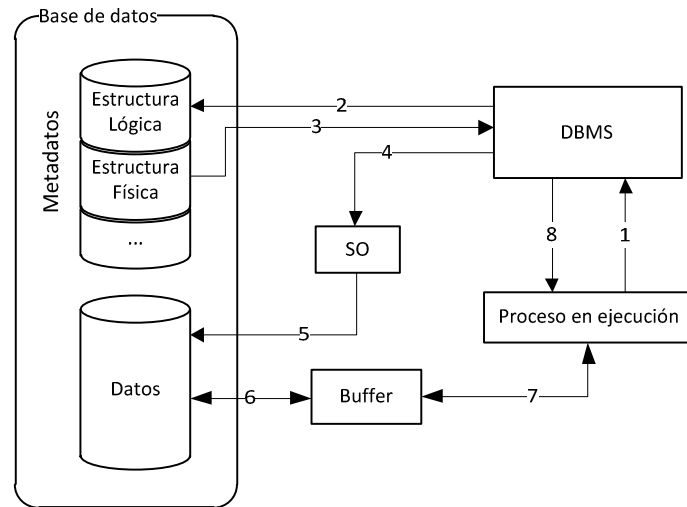 Base de datos
Metadatos
Estructura
Lógica
Estructura
Física
...
2
3
4
DBMS
SO
8
1
Proceso en ejecución
5
Datos
6
Buffer
7